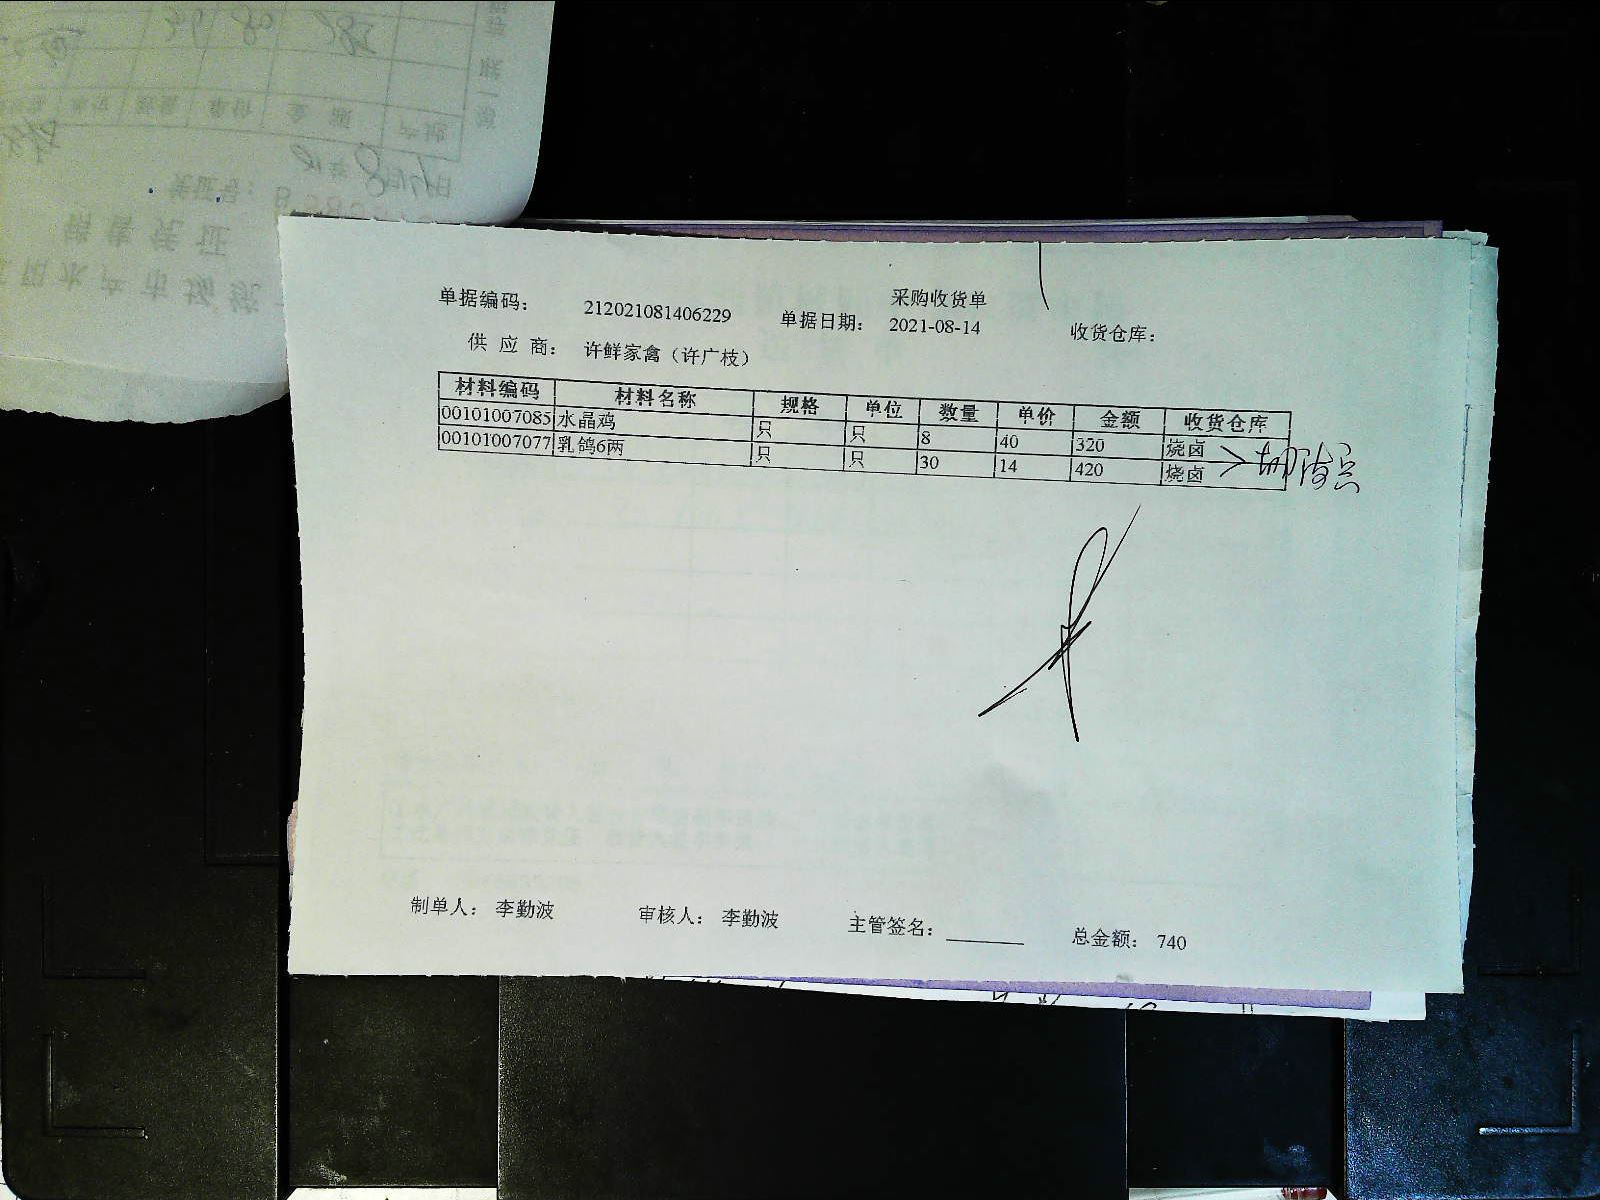 采购收货单
单据编码： 212021081406229 单据日期： 2021-08-14 收货仓库：
供 应 商： 许鲜家禽（许广枝）
材料编码 材料名称 规格 单位 数量 单价 金额 收货仓库
00101007085 水晶鸡 只 只 8 40 320 烧卤
00101007077 乳鸽6两 只 只 30 14 420 烧卤
制单人： 李勤波 审核人： 李勤波 主管签名： 总金额： 740